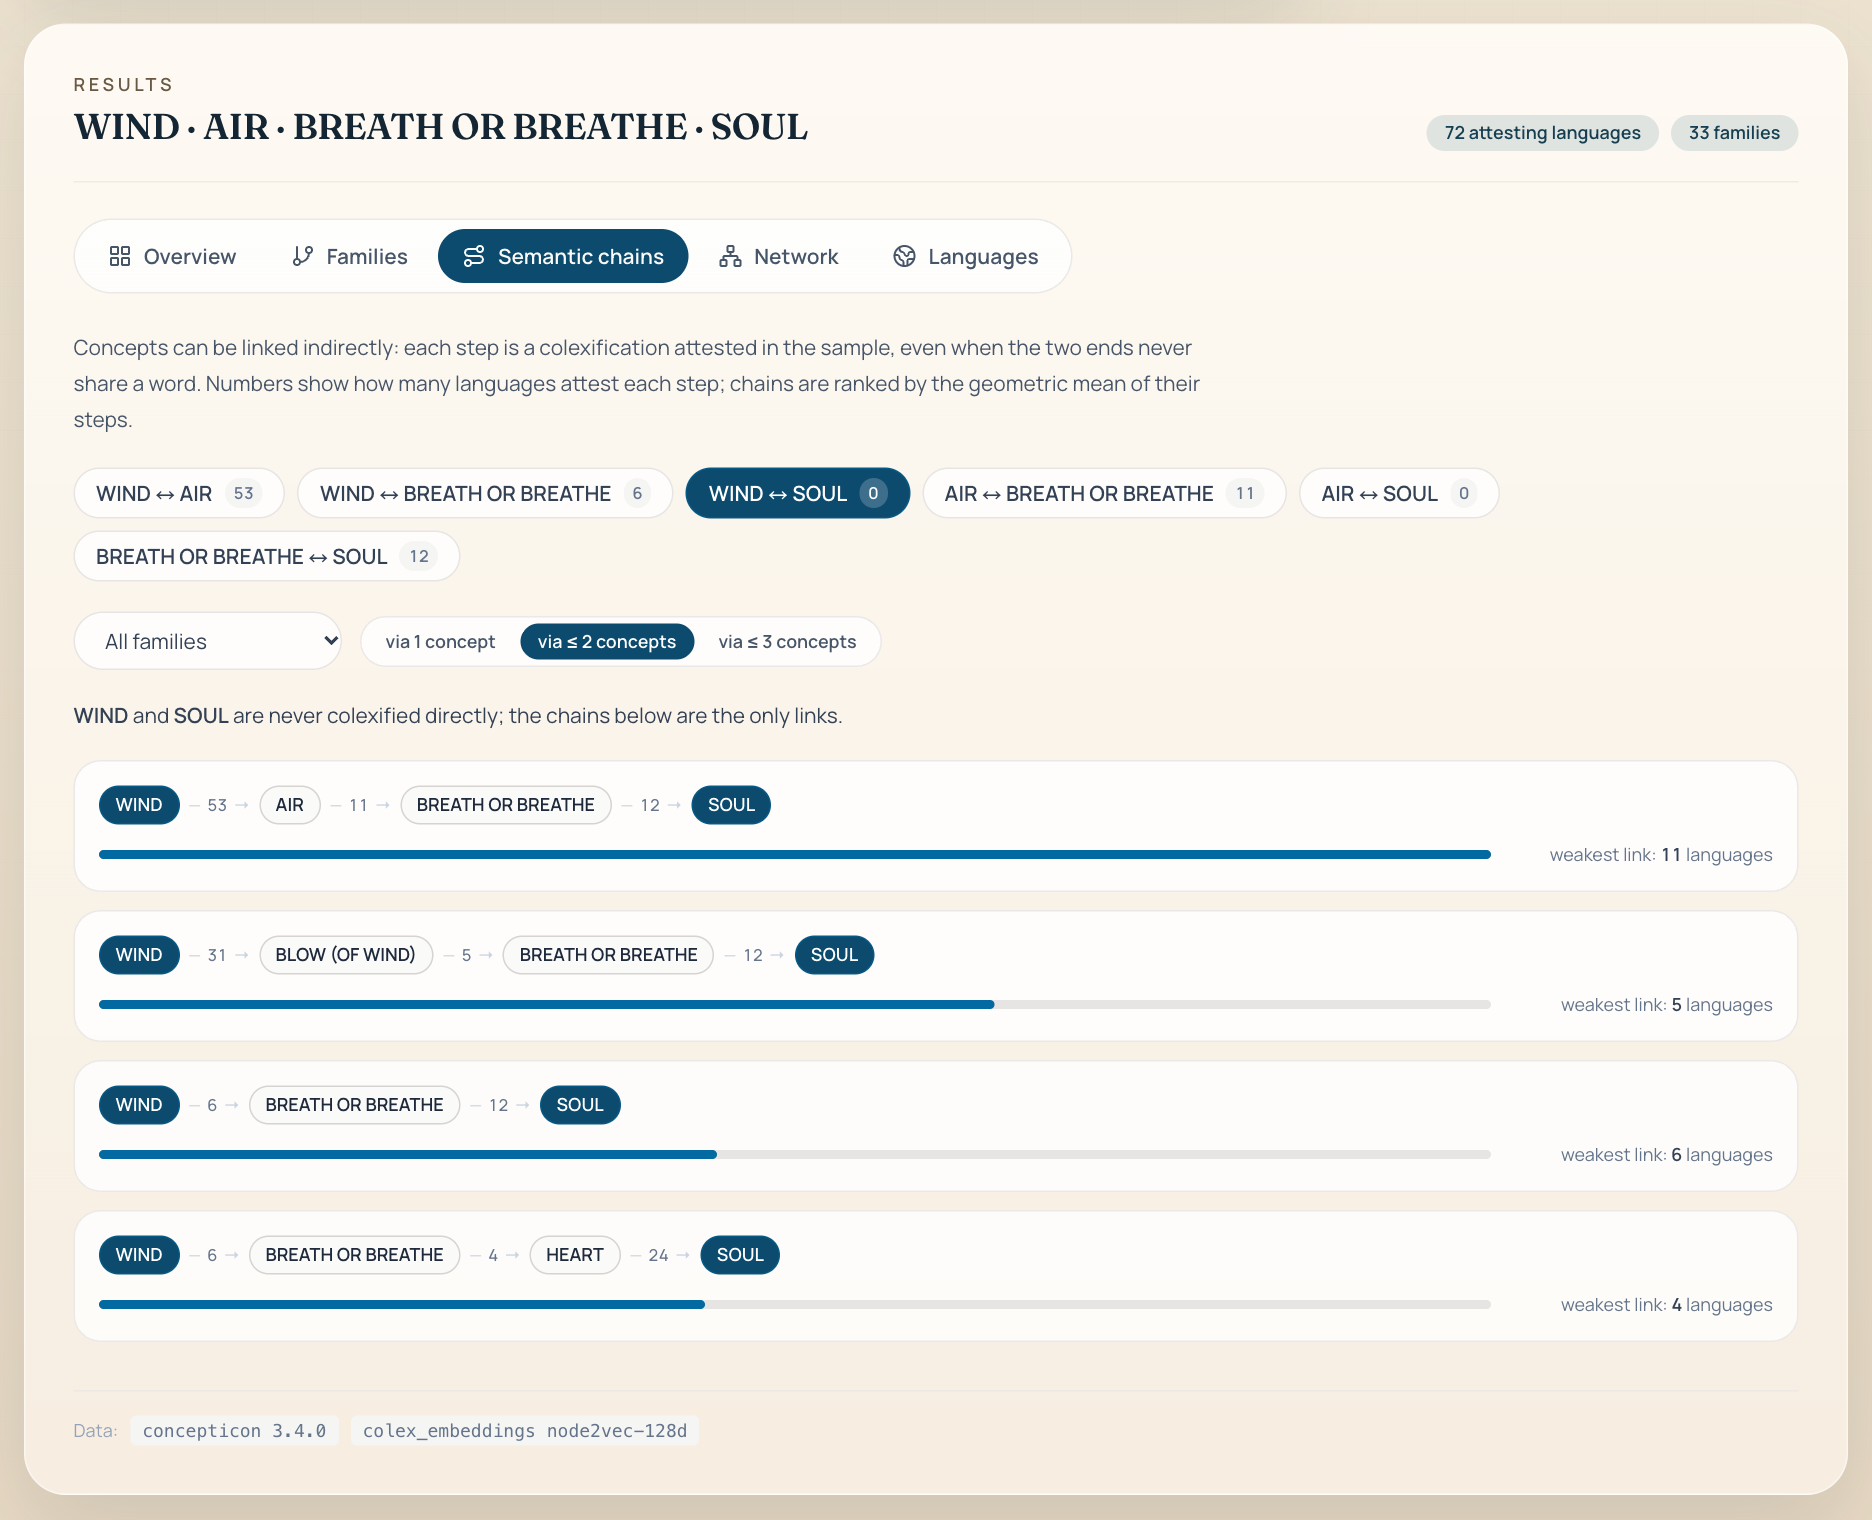 RESULTS
WIND · AIR · BREATH OR BREATHE · SOUL
72 attesting languages 33 families
Overview Families Semantic chains Network Languages
Concepts can be linked indirectly: each step is a colexification attested in the sample, even when the two ends never
share a word. Numbers show how many languages attest each step; chains are ranked by the geometric mean of their
steps.
WIND ↔ AIR 53 WIND ↔ BREATH OR BREATHE 6 WIND ↔ SOUL 0 AIR ↔ BREATH OR BREATHE 11 AIR ↔ SOUL 0
BREATH OR BREATHE ↔ SOUL 12
All families via 1 concept via ≤ 2 concepts via ≤ 3 concepts
WIND and SOUL are never colexified directly; the chains below are the only links.
WIND — 53 → AIR — 11 → BREATH OR BREATHE — 12 → SOUL
weakest link: 11 languages
WIND — 31 → BLOW (OF WIND) — 5 → BREATH OR BREATHE — 12 → SOUL
weakest link: 5 languages
WIND — 6 → BREATH OR BREATHE — 12 → SOUL
weakest link: 6 languages
WIND — 6 → BREATH OR BREATHE — 4 → HEART — 24 → SOUL
weakest link: 4 languages
Data: concepticon 3.4.0 colex_embeddings node2vec-128d